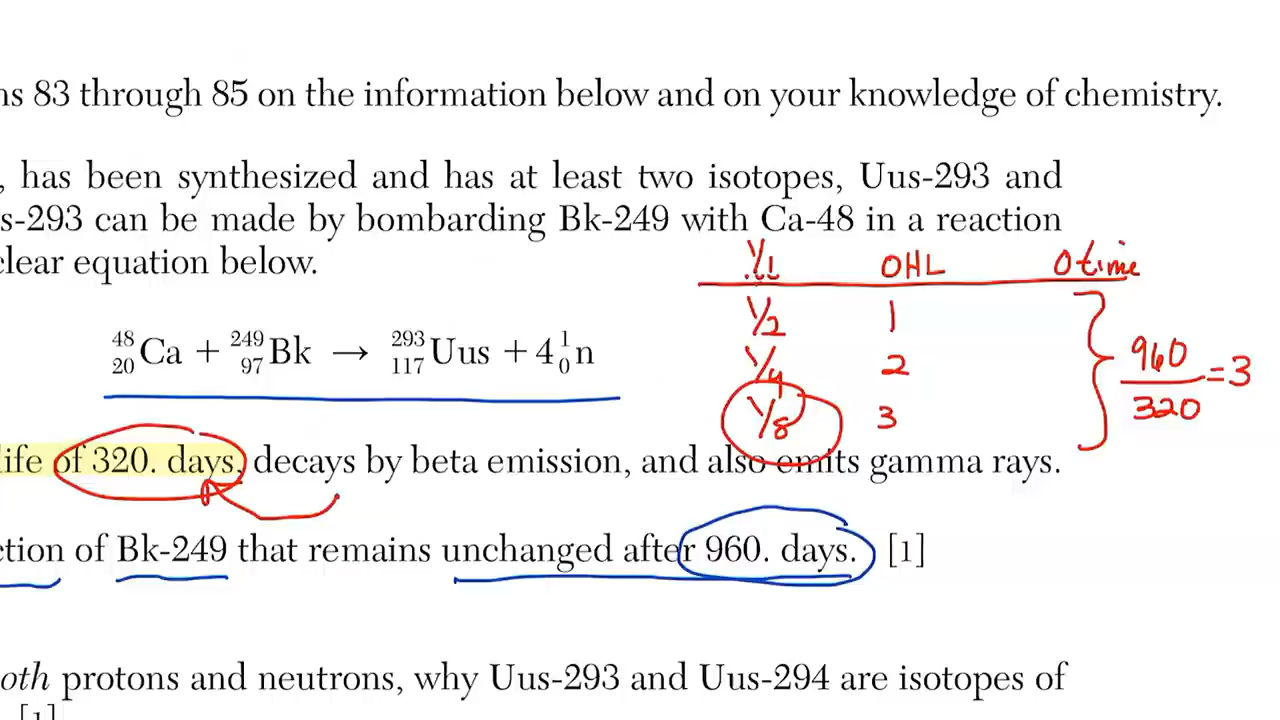 ns 83 through 85 on the information below and on your knowledge of chemistry.
, has been synthesized and has at least two isotopes, Uus-293 and
s-293 can be made by bombarding Bk-249 with Ca-48 in a reaction
clear equation below.
1/1 OHL O time
1/2 1
⁴⁸₂₀Ca + ²⁴⁹₉₇Bk → ²⁹³₁₁₇Uus + 4¹₀n
1/4 2
960/320 = 3
1/8 3
life of 320. days, decays by beta emission, and also emits gamma rays.
ction of Bk-249 that remains unchanged after 960. days. [1]
oth protons and neutrons, why Uus-293 and Uus-294 are isotopes of
[1]